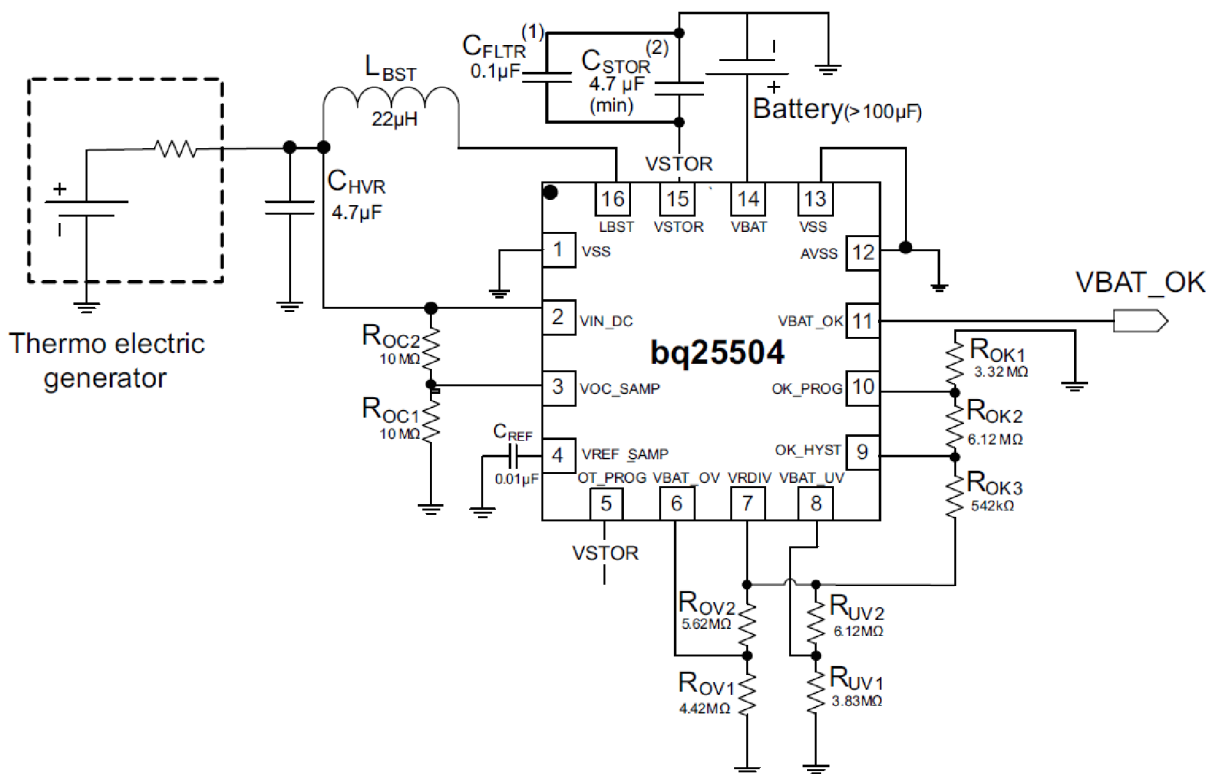 CFLTR(1)
0.1µF
CSTOR(2)
4.7 µF
(min)
Battery(>100µF)
LBST
22µH
+
CHVR
4.7µF
Thermo electric
generator
VSTOR
16
15
14
13
LBST
VSTOR
VBAT
VSS
1
VSS
AVSS
12
2
VIN_DC
VBAT_OK
11
VBAT_OK
bq25504
3
VOC_SAMP
OK_PROG
10
4
VREF_SAMP
OK_HYST
9
OT_PROG
VBAT_OV
VRDIV
VBAT_UV
5
6
7
8
VSTOR
ROC2
10 MΩ
ROC1
10 MΩ
CREF
0.01µF
ROK1
3.32 MΩ
ROK2
6.12 MΩ
ROK3
542kΩ
ROV2
5.62MΩ
RUV2
6.12MΩ
ROV1
4.42MΩ
RUV1
3.83MΩ